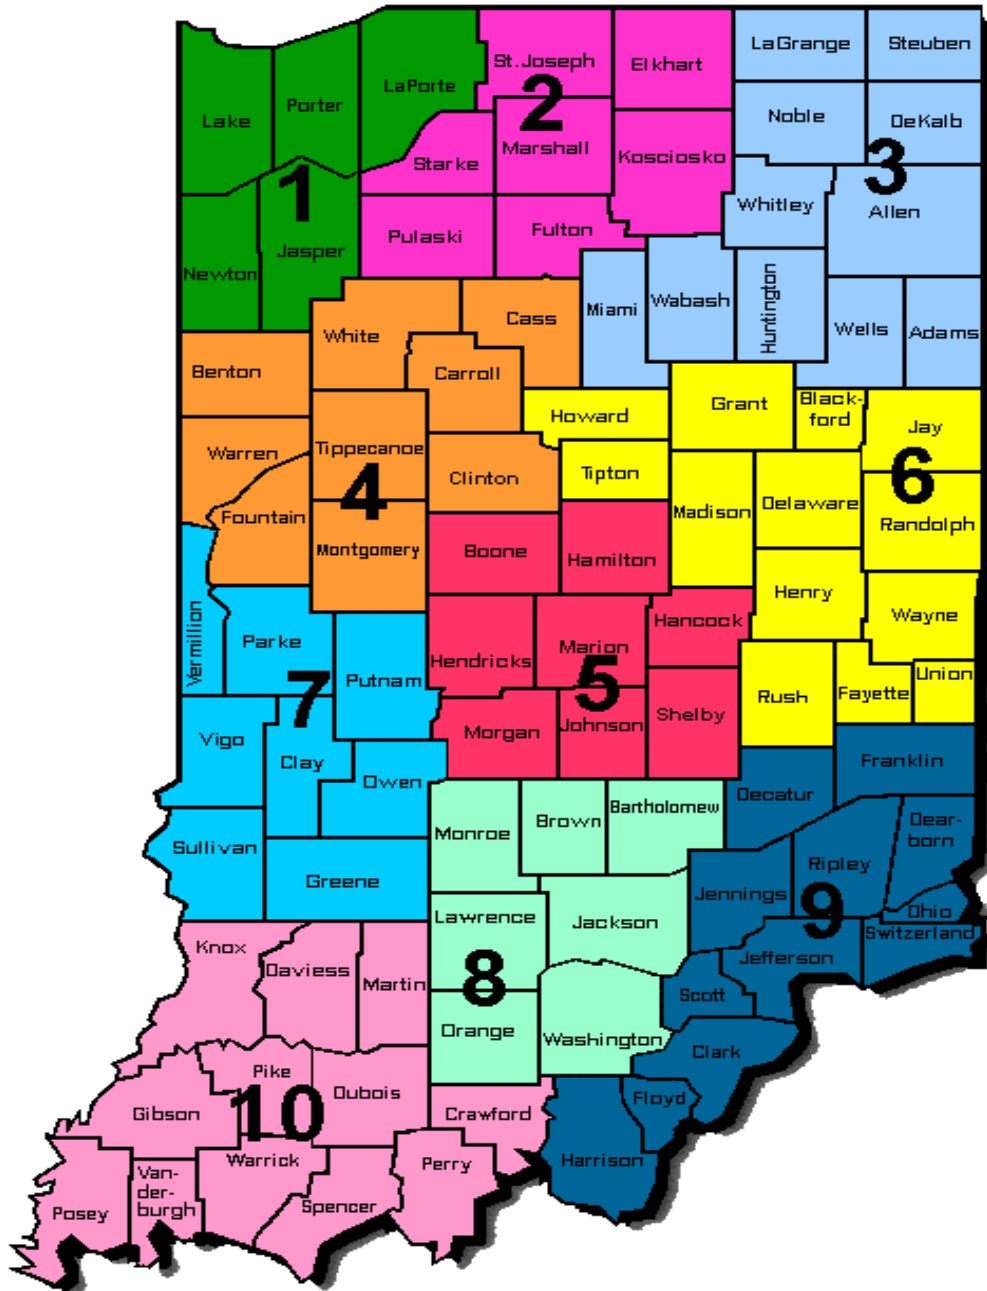 St.Joseph
Elkhart
LaGrange
Steuben
LaPorte
Porter
Lake
2
Noble
DeKalb
Marshall
Starke
Kosciosko
3
1
Whitley
Allen
Pulaski
Fulton
Jasper
Newton
Miami
Wabash
Huntington
Wells
Adams
White
Cass
Benton
Carroll
Grant
Black-
ford
Howard
Jay
Warren
Tippecanoe
Clinton
Tipton
6
4
Fountain
Madison
Delaware
Randolph
Montgomery
Boone
Hamilton
Henry
Wayne
Vermillion
Parke
Hendricks
Marion
Hancock
5
7
Putnam
Rush
Fayette
Union
Vigo
Clay
Morgan
Johnson
Shelby
Owen
Franklin
Decatur
Sullivan
Monroe
Brown
Bartholomew
Dear-
born
Greene
Jennings
Ripley
9
Ohio
Lawrence
Jackson
Switzerland
Knox
Daviess
Martin
8
Jefferson
Scott
Orange
Washington
Clark
Pike
Dubois
10
Gibson
Crawford
Floyd
Warrick
Perry
Harrison
Van-
der-
burgh
Posey
Spencer